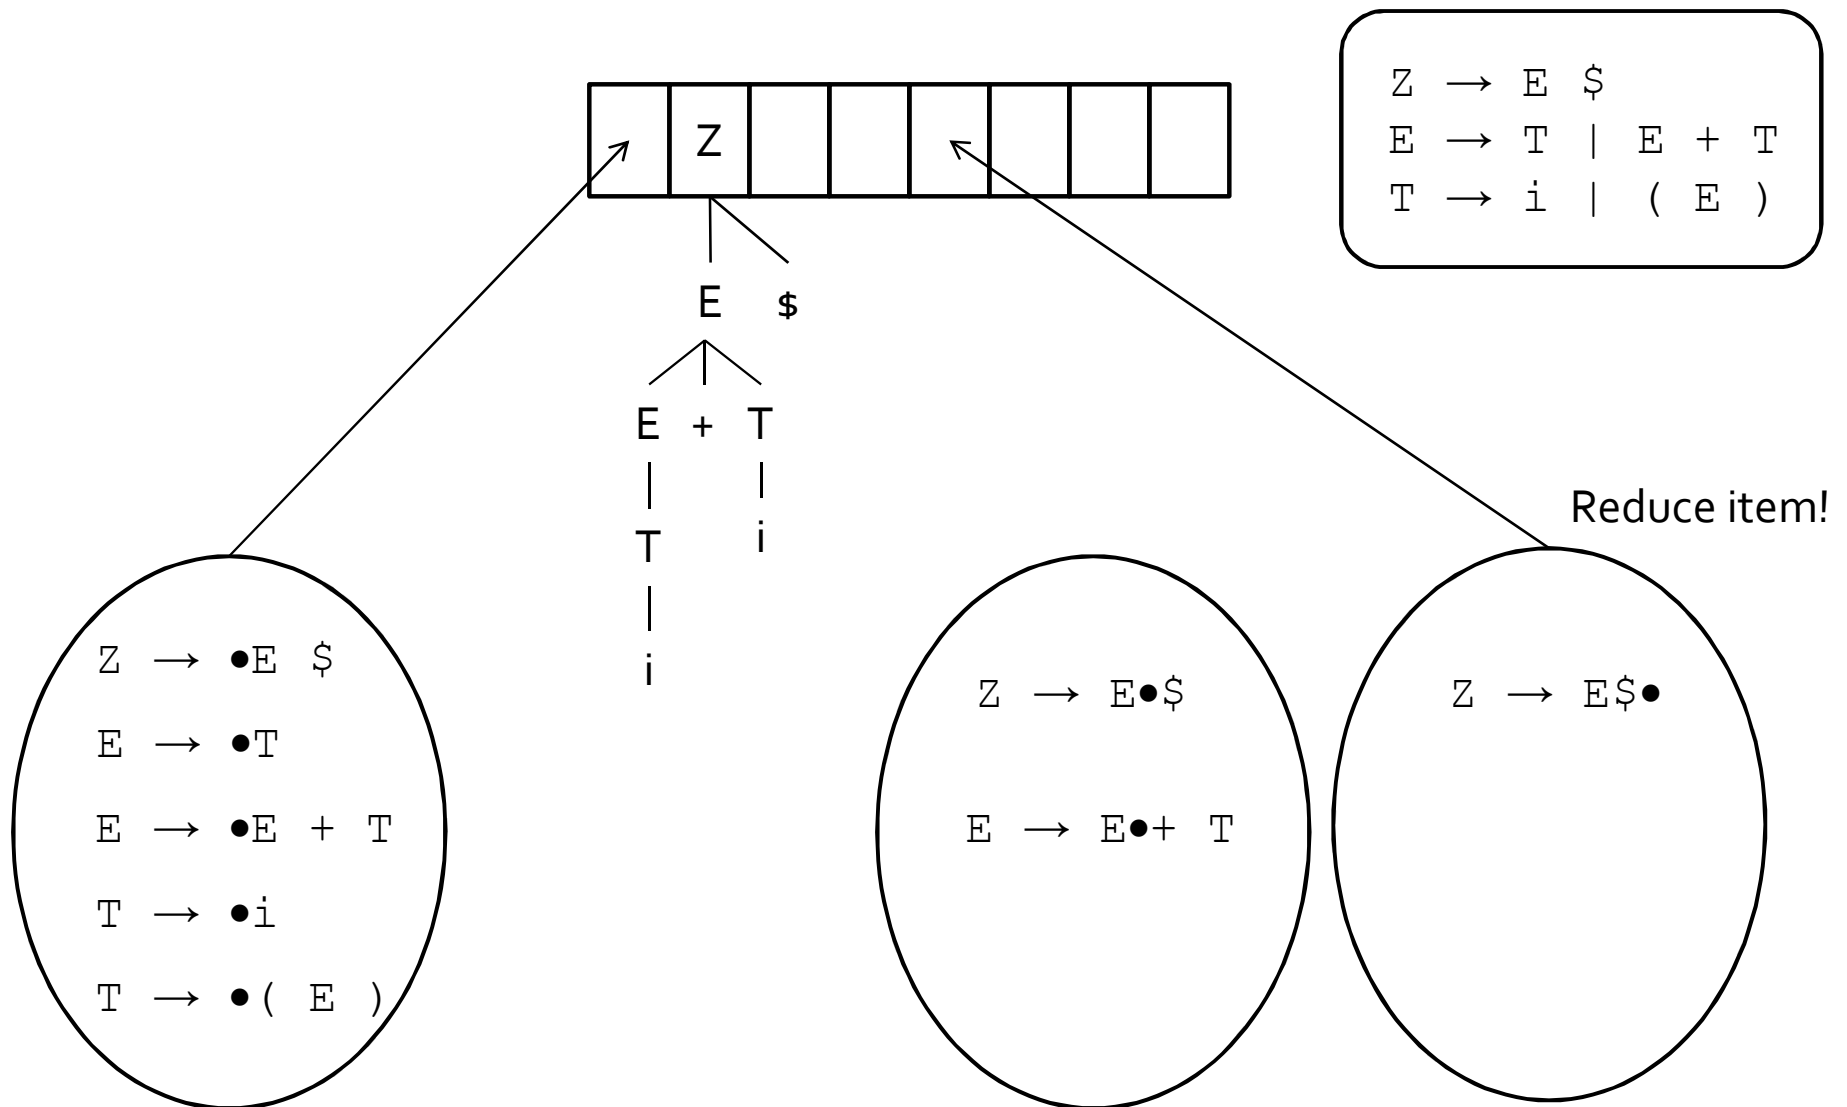 Z → E $
E → T | E + T
T → i | ( E )
Z
E $
E + T
T i
i
Reduce item!
Z → •E $
E → •T
E → •E + T
T → •i
T → •( E )
Z → E•$
E → E•+ T
Z → E$•